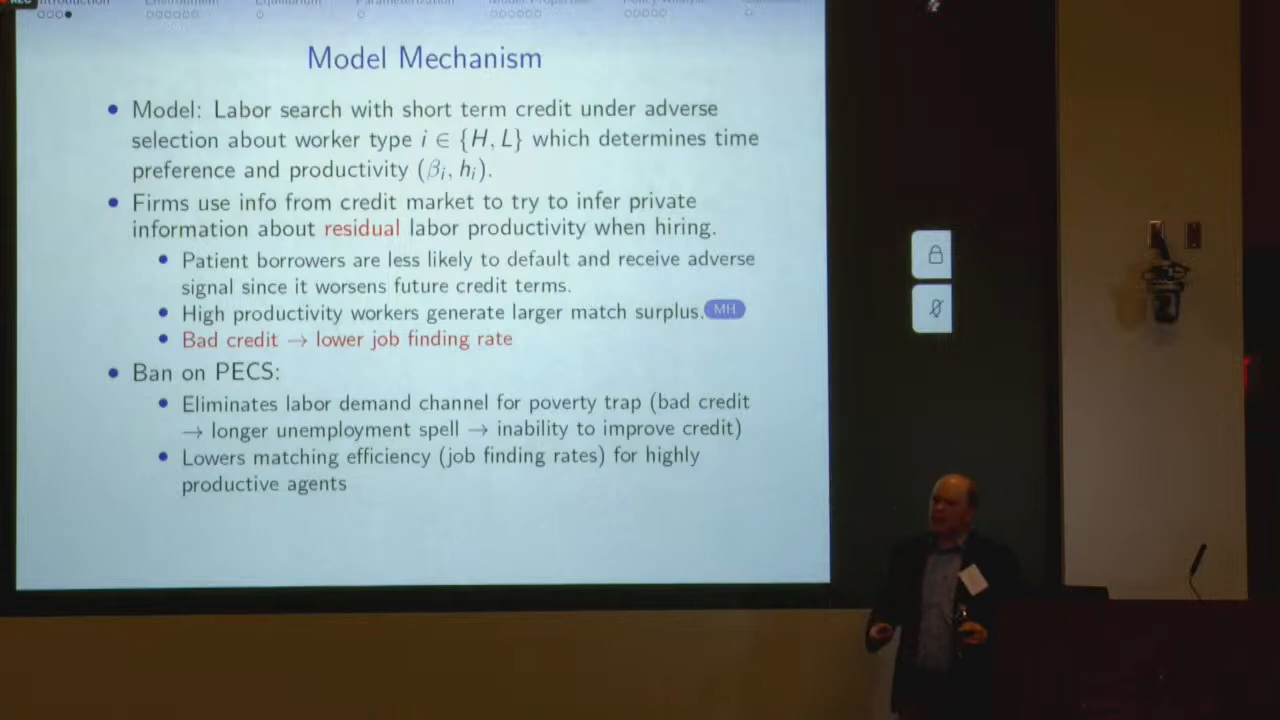 Model Mechanism
Model: Labor search with short term credit under adverse
selection about worker type i ∈ {H, L} which determines time
preference and productivity (βi, hi).
Firms use info from credit market to try to infer private
information about residual labor productivity when hiring.
Patient borrowers are less likely to default and receive adverse
signal since it worsens future credit terms.
High productivity workers generate larger match surplus. MH
Bad credit → lower job finding rate
Ban on PECS:
Eliminates labor demand channel for poverty trap (bad credit
→ longer unemployment spell → inability to improve credit)
Lowers matching efficiency (job finding rates) for highly
productive agents